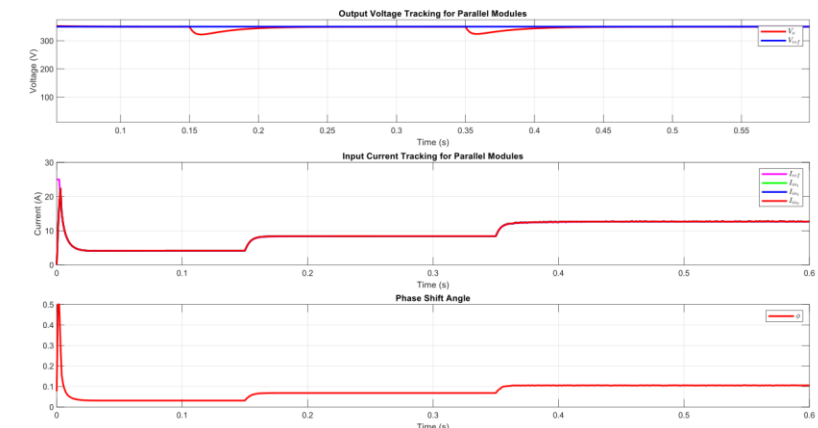 Output Voltage Tracking for Parallel Modules
Voltage (V)
300
200
100
V_o
V_ref
0.1 0.15 0.2 0.25 0.3 0.35 0.4 0.45 0.5 0.55
Time (s)
Input Current Tracking for Parallel Modules
Current (A)
30
20
10
0
I_ref
0 0.1 0.2 0.3 0.4 0.5 0.6
Time (s)
Phase Shift Angle
0.5
0.4
0.3
0.2
0.1
0
0 0.1 0.2 0.3 0.4 0.5 0.6
Time (s)